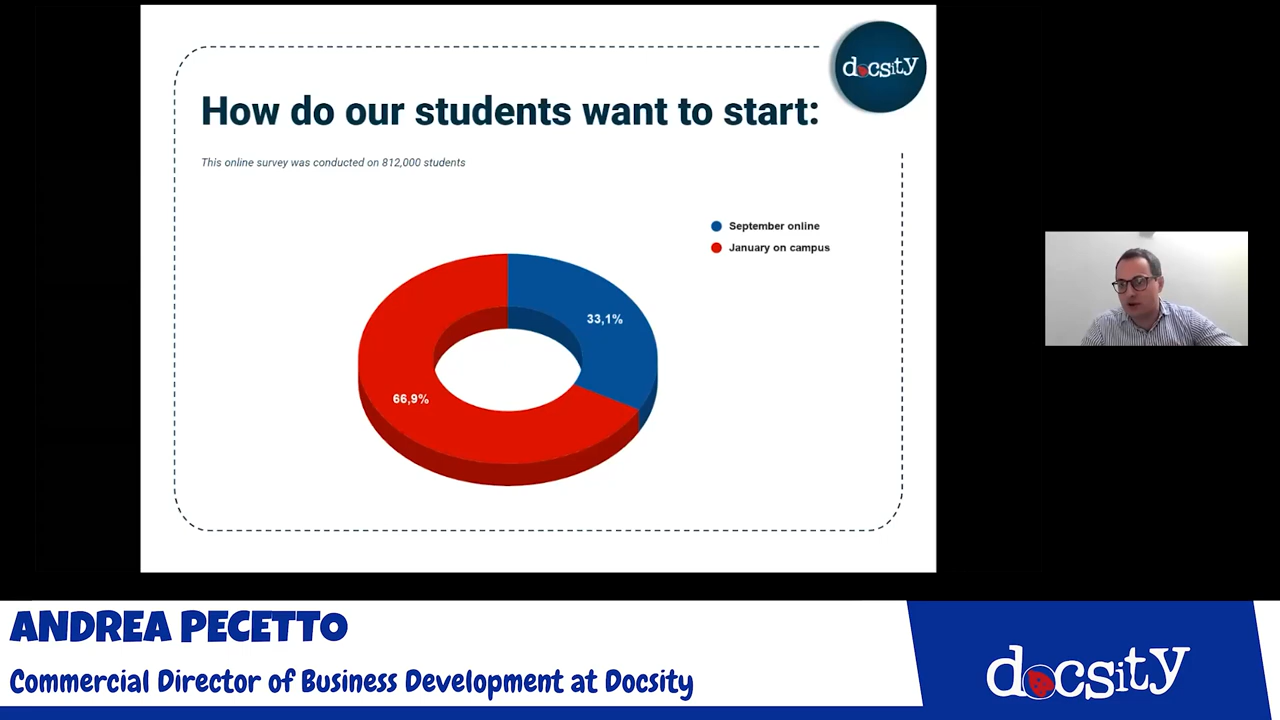 docsity
How do our students want to start:
This online survey was conducted on 812,000 students
September online
January on campus
33,1%
66,9%
ANDREA PECETTO
Commercial Director of Business Development at Docsity
docsity